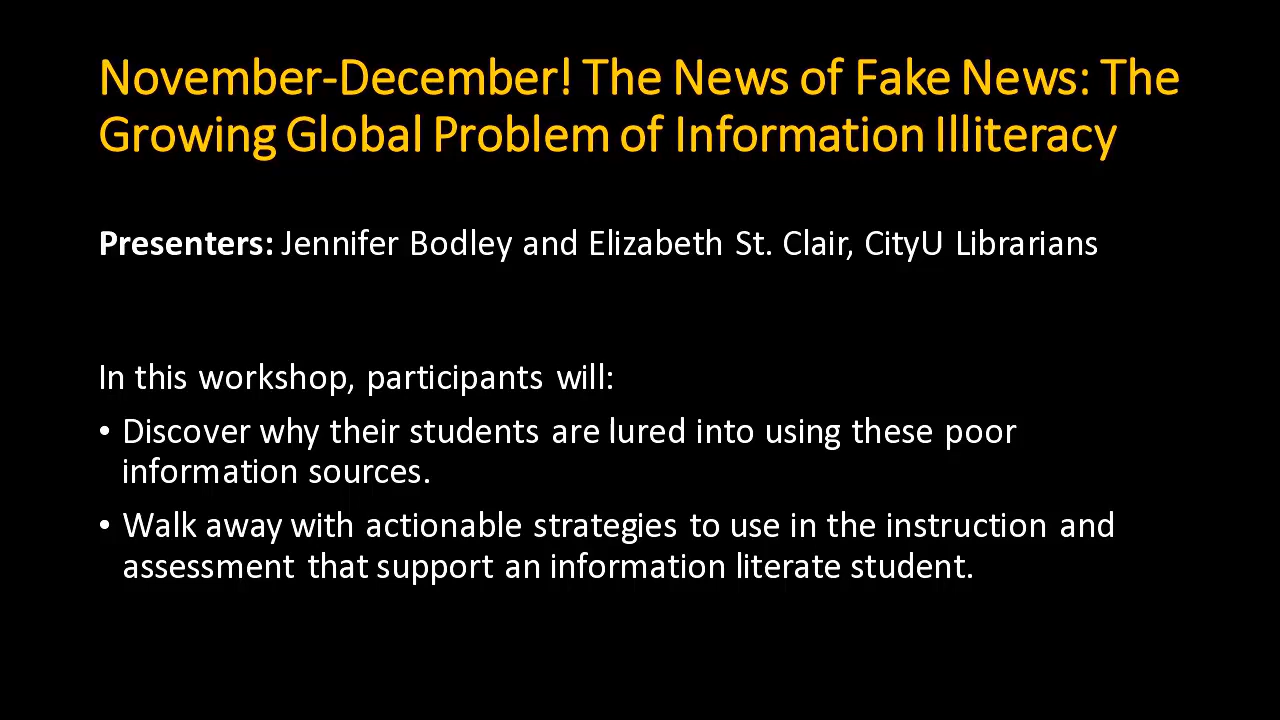 November-December! The News of Fake News: The
Growing Global Problem of Information Illiteracy
Presenters: Jennifer Bodley and Elizabeth St. Clair, CityU Librarians
In this workshop, participants will:
• Discover why their students are lured into using these poor
information sources.
• Walk away with actionable strategies to use in the instruction and
assessment that support an information literate student.